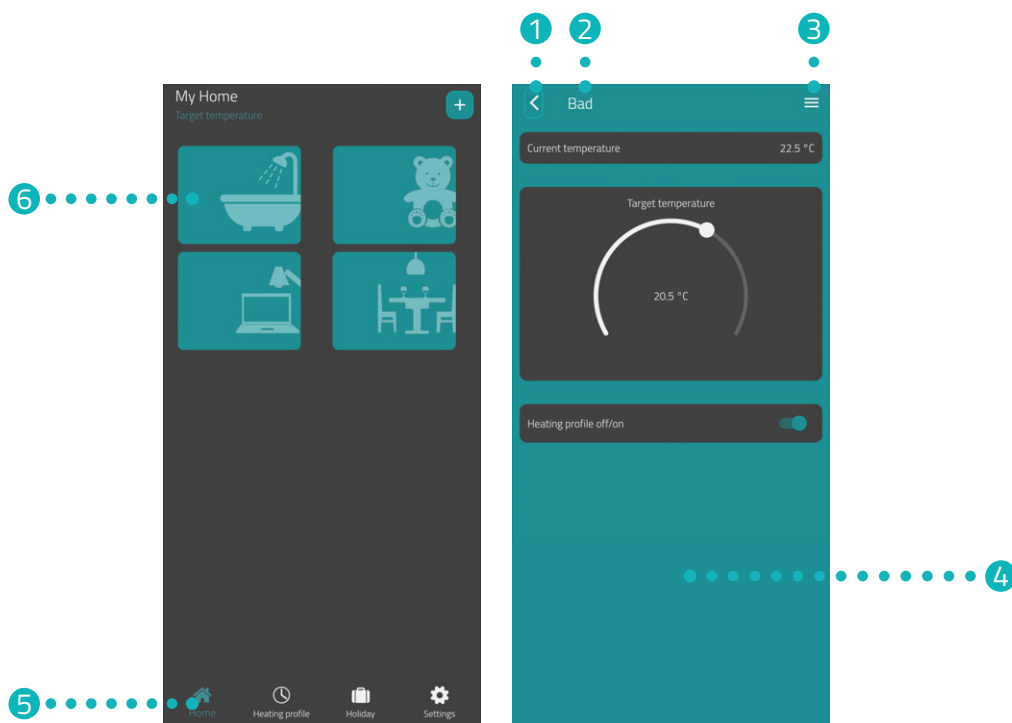 1
2
3
My Home
Target temperature
+
6
Home
Heating profile
Holiday
Settings
5
Bad
Current temperature
22.5 °C
Target temperature
20.5 °C
Heating profile off/on
4